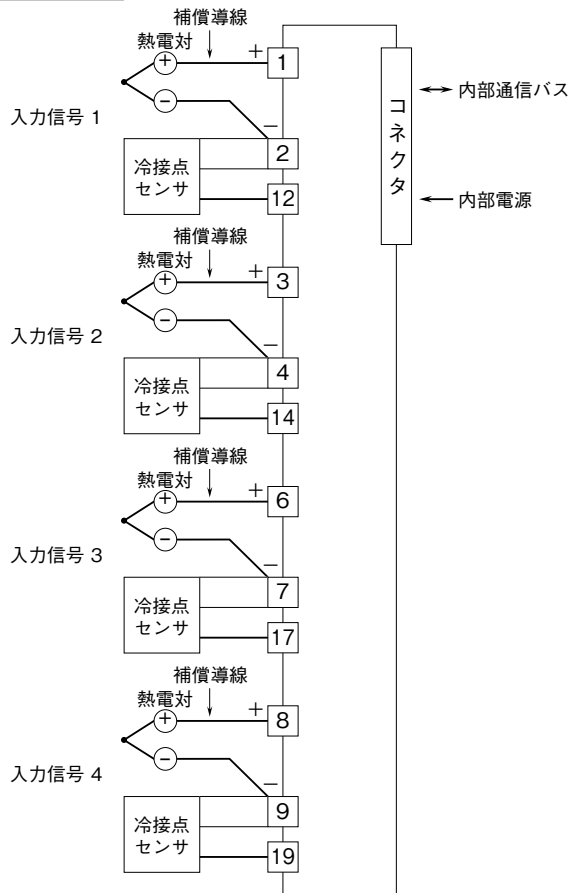 補償導線
熱電対
+
+
1
入力信号 1
−
−
2
冷接点
センサ
12
コネクタ
内部通信バス
内部電源
補償導線
熱電対
+
+
3
入力信号 2
−
−
4
冷接点
センサ
14
補償導線
熱電対
+
+
6
入力信号 3
−
−
7
冷接点
センサ
17
補償導線
熱電対
+
+
8
入力信号 4
−
−
9
冷接点
センサ
19